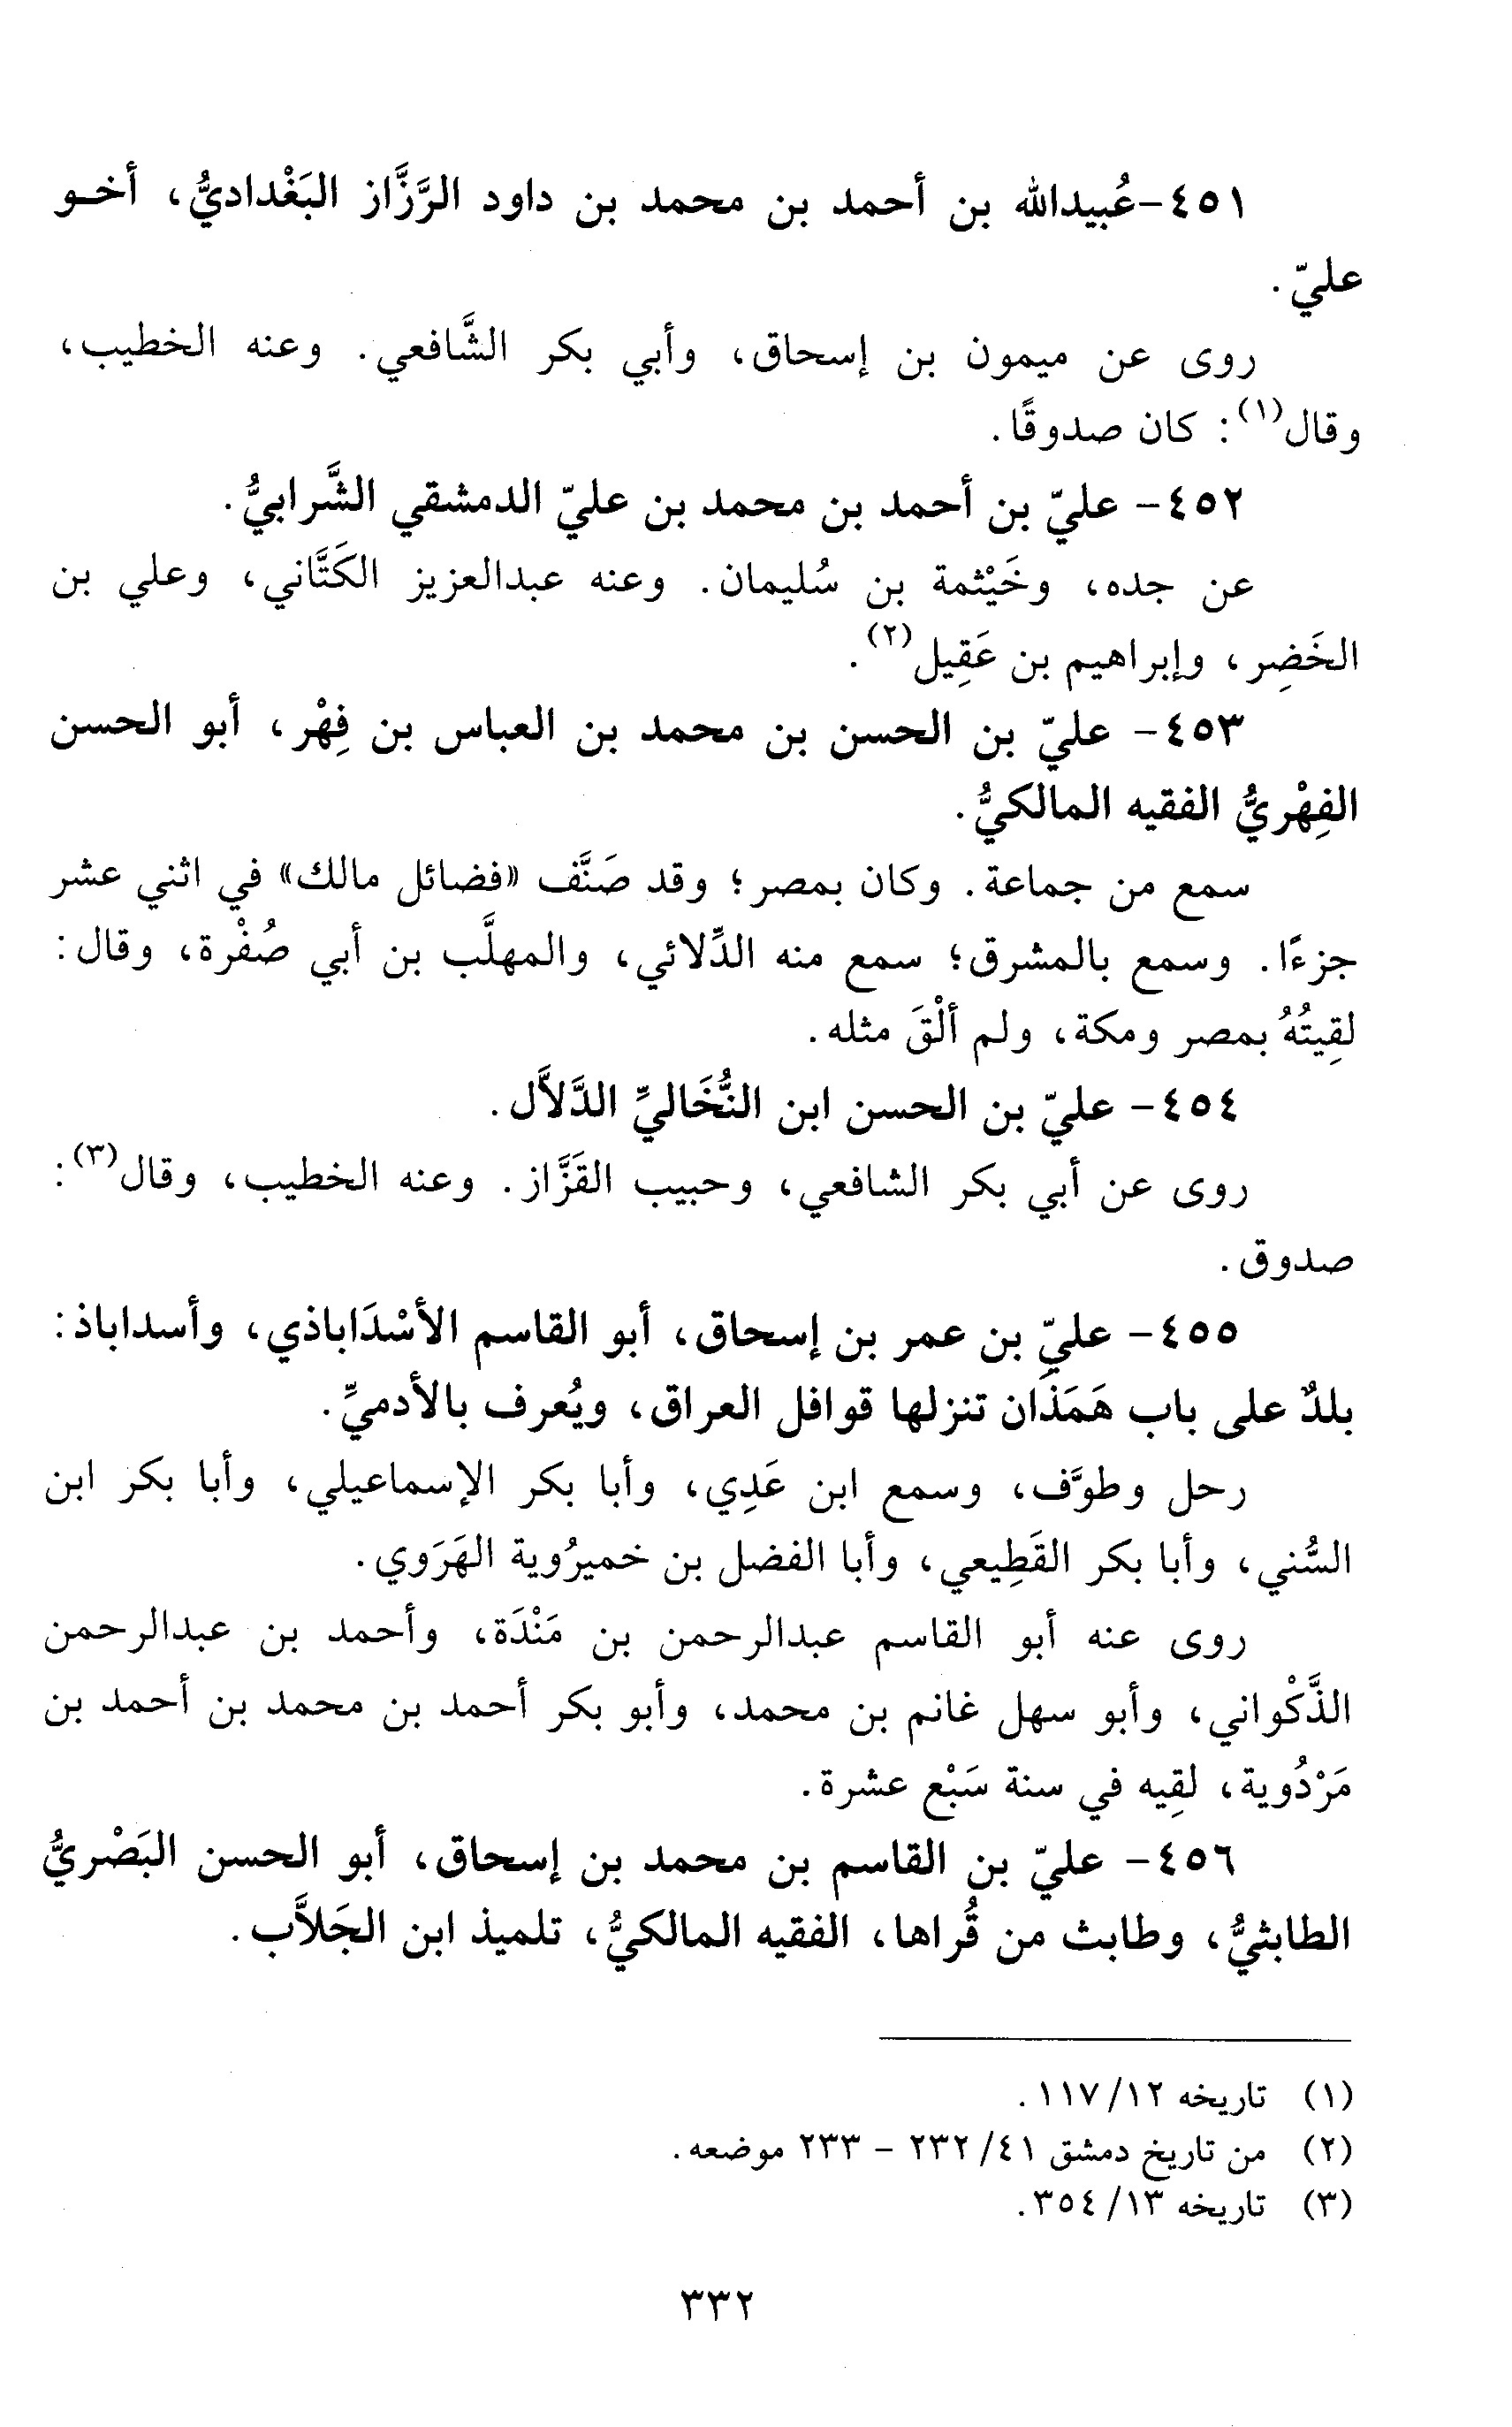 ٤٥١-عُبيدالله بن أحمد بن محمد بن داود الرَّزَّاز البَغْداديُّ، أخو
عليّ.
روى عن ميمون بن إسحاق، وأبي بكر الشَّافعي. وعنه الخطيب،
وقال(١): كان صدوقًا.
٤٥٢- عليّ بن أحمد بن محمد بن عليّ الدمشقي الشَّرابيُّ.
عن جده، وخَيْثمة بن سُليمان. وعنه عبدالعزيز الكَتَّاني، وعلي بن
الخَضِر، وإبراهيم بن عَقِيل(٢).
٤٥٣- عليّ بن الحسن بن محمد بن العباس بن فِهْر، أبو الحسن
الفِهْريُّ الفقيه المالكيُّ.
سمع من جماعة. وكان بمصر؛ وقد صَنَّف «فضائل مالك» في اثني عشر
جزءًا. وسمع بالمشرق؛ سمع منه الدِّلائي، والمهلَّب بن أبي صُفْرة، وقال:
لقِيتُهُ بمصر ومكة، ولم ألْقَ مثله.
٤٥٤- عليّ بن الحسن ابن النُّخَاليِّ الدَّلاَّل.
روى عن أبي بكر الشافعي، وحبيب القَزَّاز. وعنه الخطيب، وقال(٣):
صدوق.
٤٥٥- عليّ بن عمر بن إسحاق، أبو القاسم الأسْدَاباذي، وأسداباذ:
بلدٌ على باب هَمَذَان تنزلها قوافل العراق، ويُعرف بالأدميِّ.
رحل وطوَّف، وسمع ابن عَدِي، وأبا بكر الإسماعيلي، وأبا بكر ابن
السُّني، وأبا بكر القَطِيعي، وأبا الفضل بن خميرُوية الهَرَوي.
روى عنه أبو القاسم عبدالرحمن بن مَنْدَة، وأحمد بن عبدالرحمن
الذَّكْواني، وأبو سهل غانم بن محمد، وأبو بكر أحمد بن محمد بن أحمد بن
مَرْدُوية، لقِيه في سنة سَبْع عشرة.
٤٥٦- عليّ بن القاسم بن محمد بن إسحاق، أبو الحسن البَصْريُّ
الطابثيُّ، وطابث من قُراها، الفقيه المالكيُّ، تلميذ ابن الجَلاَّب.
(١) تاريخه ١٢/ ١١٧.
(٢) من تاريخ دمشق ٤١/ ٢٣٢ - ٢٣٣ موضعه.
(٣) تاريخه ١٣/ ٣٥٤.
٣٣٢